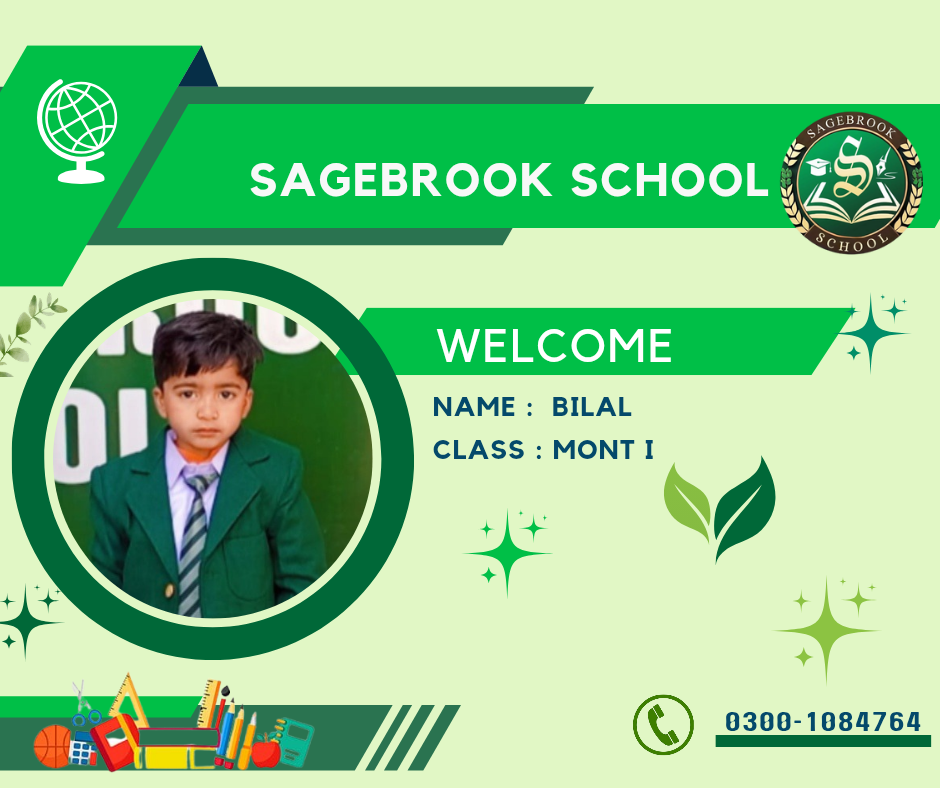 SAGEBROOK SCHOOL
SAGEBROOK
S
SCHOOL
WELCOME
NAME : BILAL
CLASS : MONT I
0300-1084764